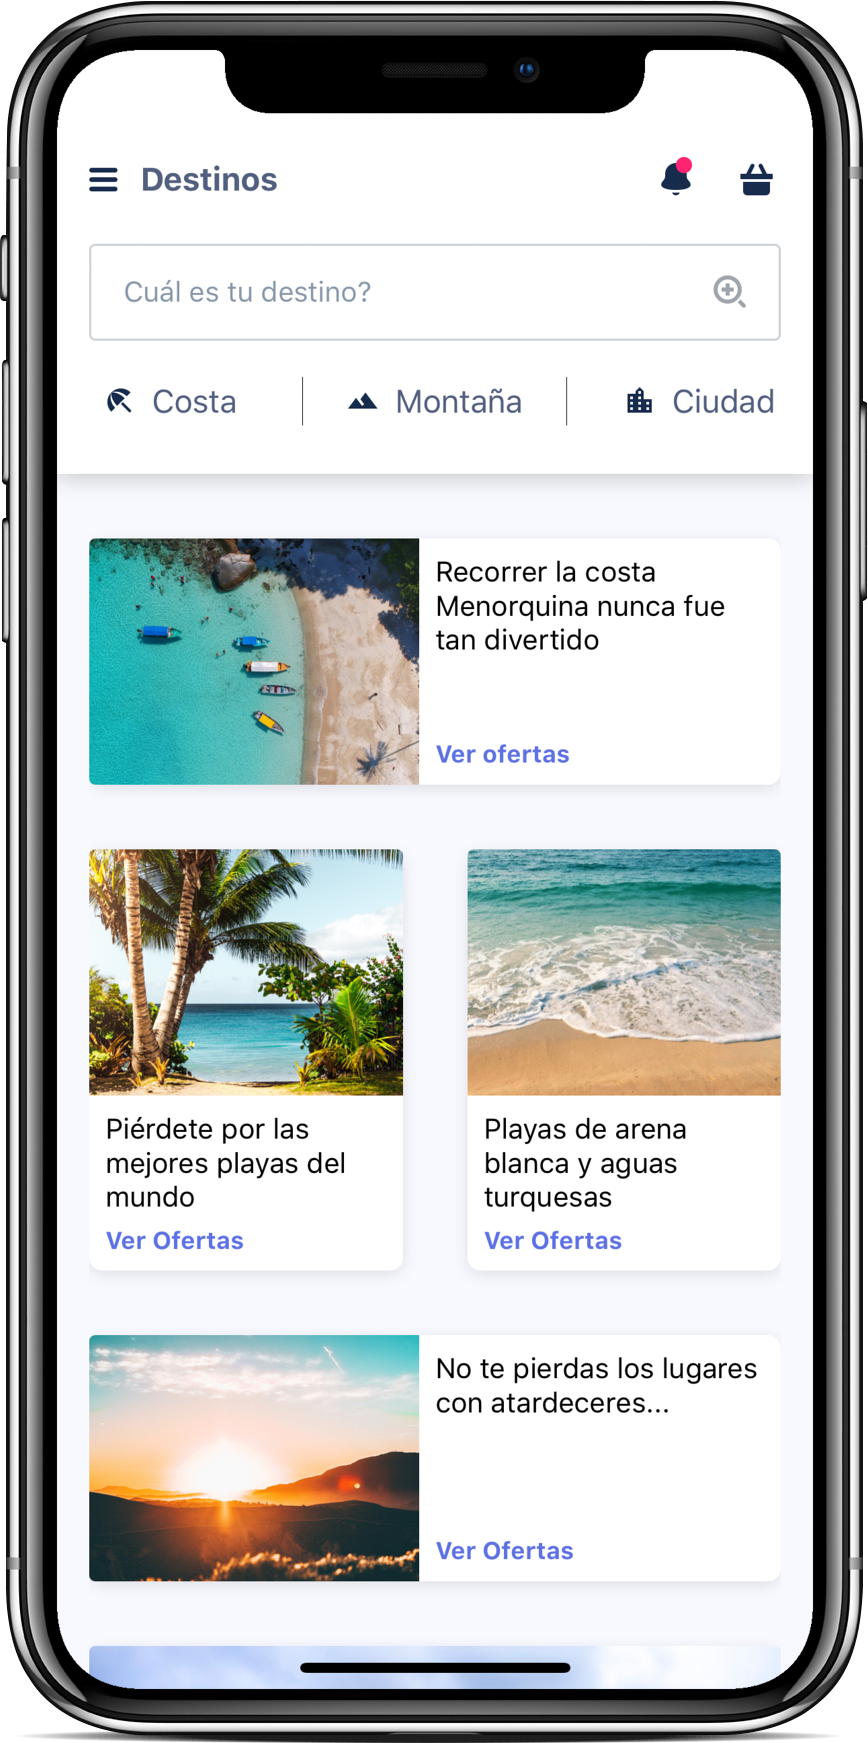 Destinos
Cuál es tu destino?
Costa
Montaña
Ciudad
Recorrer la costa
Menorquina nunca fue
tan divertido
Ver ofertas
Piérdete por las
mejores playas del
mundo
Ver Ofertas
Playas de arena
blanca y aguas
turquesas
Ver Ofertas
No te pierdas los lugares
con atardeceres...
Ver Ofertas